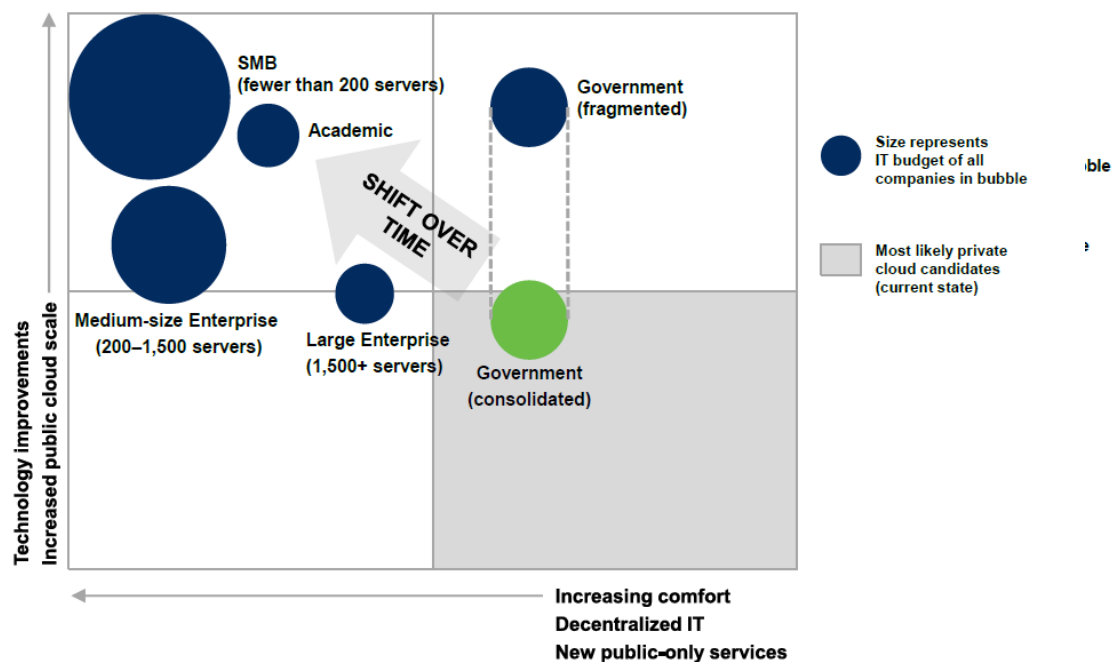 SMB
(fewer than 200 servers)
Academic
Government
(fragmented)
SHIFT OVER
TIME
Medium-size Enterprise
(200–1,500 servers)
Large Enterprise
(1,500+ servers)
Government
(consolidated)
Technology improvements
Increased public cloud scale
Increasing comfort
Decentralized IT
New public-only services
Size represents
IT budget of all
companies in bubble
Most likely private
cloud candidates
(current state)